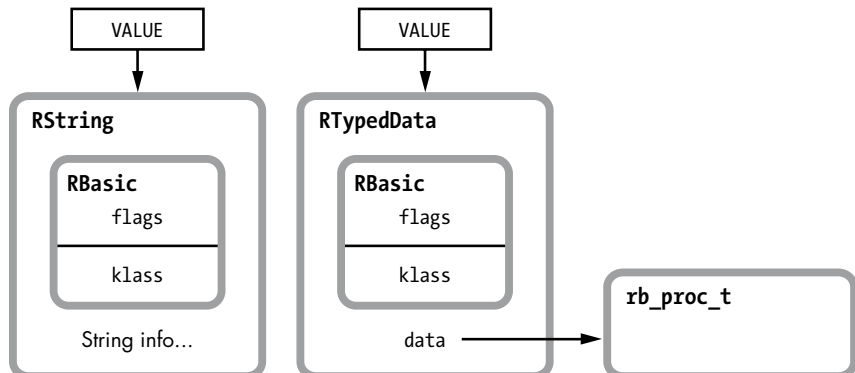 VALUE
VALUE
RString
RBasic
flags
klass
String info...
RTypedData
RBasic
flags
klass
data
rb_proc_t